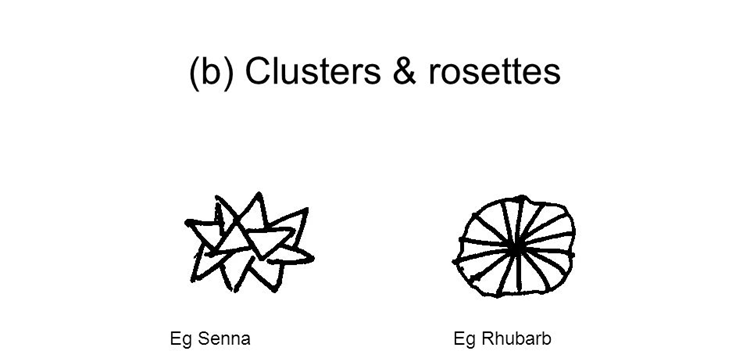 (b) Clusters & rosettes
Eg Senna
Eg Rhubarb